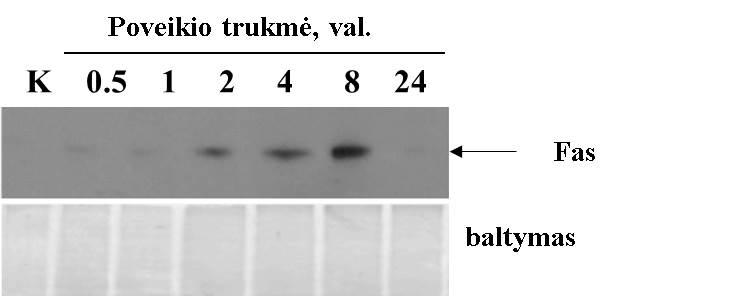 Poveikio trukmė, val.
K 0.5 1 2 4 8 24
Fas
baltymas